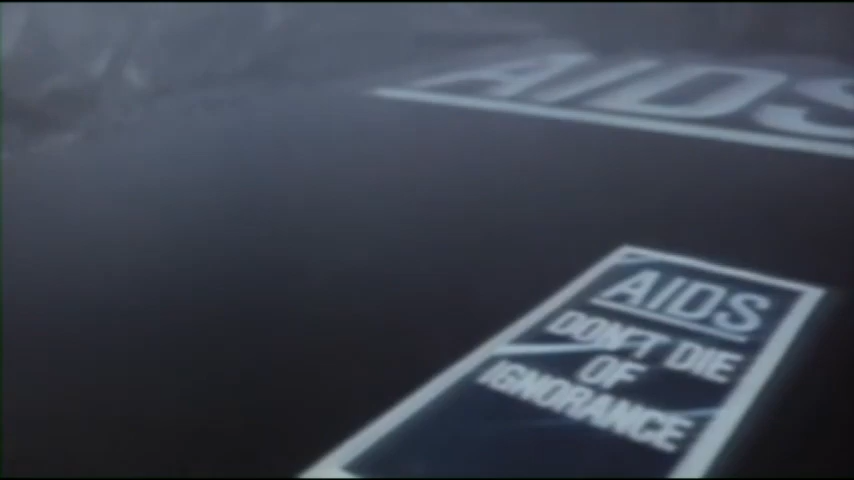 AIDS
AIDS
DON'T DIE
OF
IGNORANCE